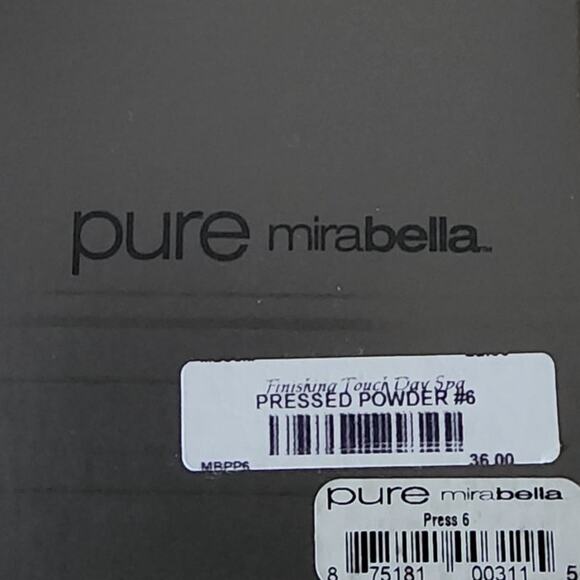 pure mirabella™
Finishing Touch Day Spa
PRESSED POWDER #6
MBPP6 36.00
pure mirabella
Press 6
8 75181 00311 5